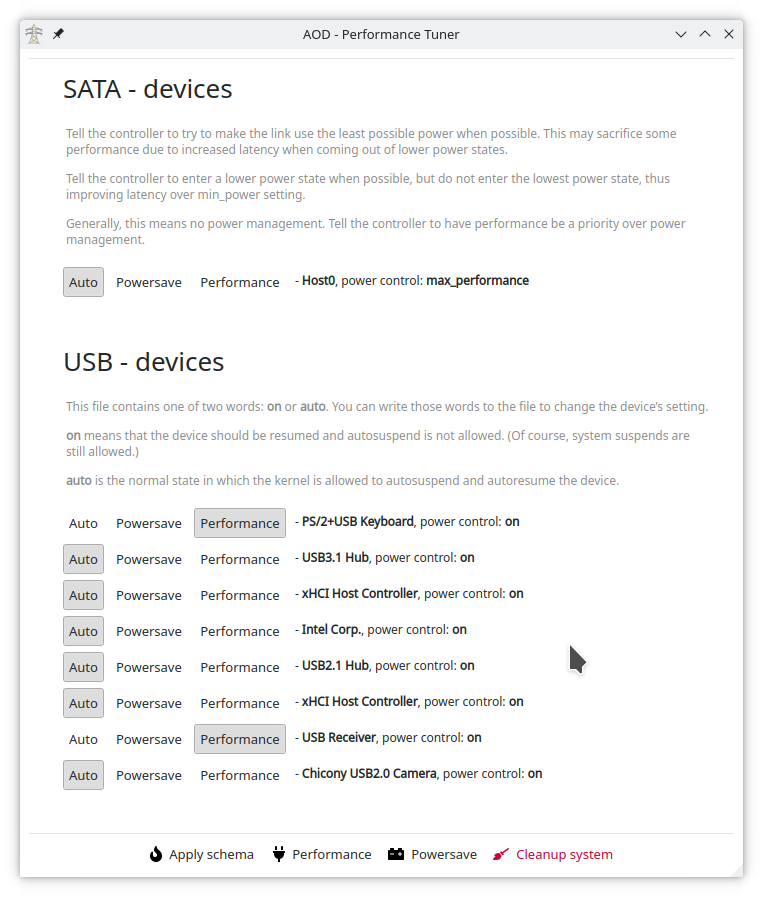 AOD - Performance Tuner
SATA - devices
Tell the controller to try to make the link use the least possible power when possible. This may sacrifice some
performance due to increased latency when coming out of lower power states.
Tell the controller to enter a lower power state when possible, but do not enter the lowest power state, thus
improving latency over min_power setting.
Generally, this means no power management. Tell the controller to have performance be a priority over power
management.
Auto Powersave Performance - Host0, power control: max_performance
USB - devices
This file contains one of two words: on or auto. You can write those words to the file to change the device's setting.
on means that the device should be resumed and autosuspend is not allowed. (Of course, system suspends are
still allowed.)
auto is the normal state in which the kernel is allowed to autosuspend and autoresume the device.
Auto Powersave Performance - PS/2+USB Keyboard, power control: on
Auto Powersave Performance - USB3.1 Hub, power control: on
Auto Powersave Performance - xHCI Host Controller, power control: on
Auto Powersave Performance - Intel Corp., power control: on
Auto Powersave Performance - USB2.1 Hub, power control: on
Auto Powersave Performance - xHCI Host Controller, power control: on
Auto Powersave Performance - USB Receiver, power control: on
Auto Powersave Performance - Chicony USB2.0 Camera, power control: on
Apply schema Performance Powersave Cleanup system